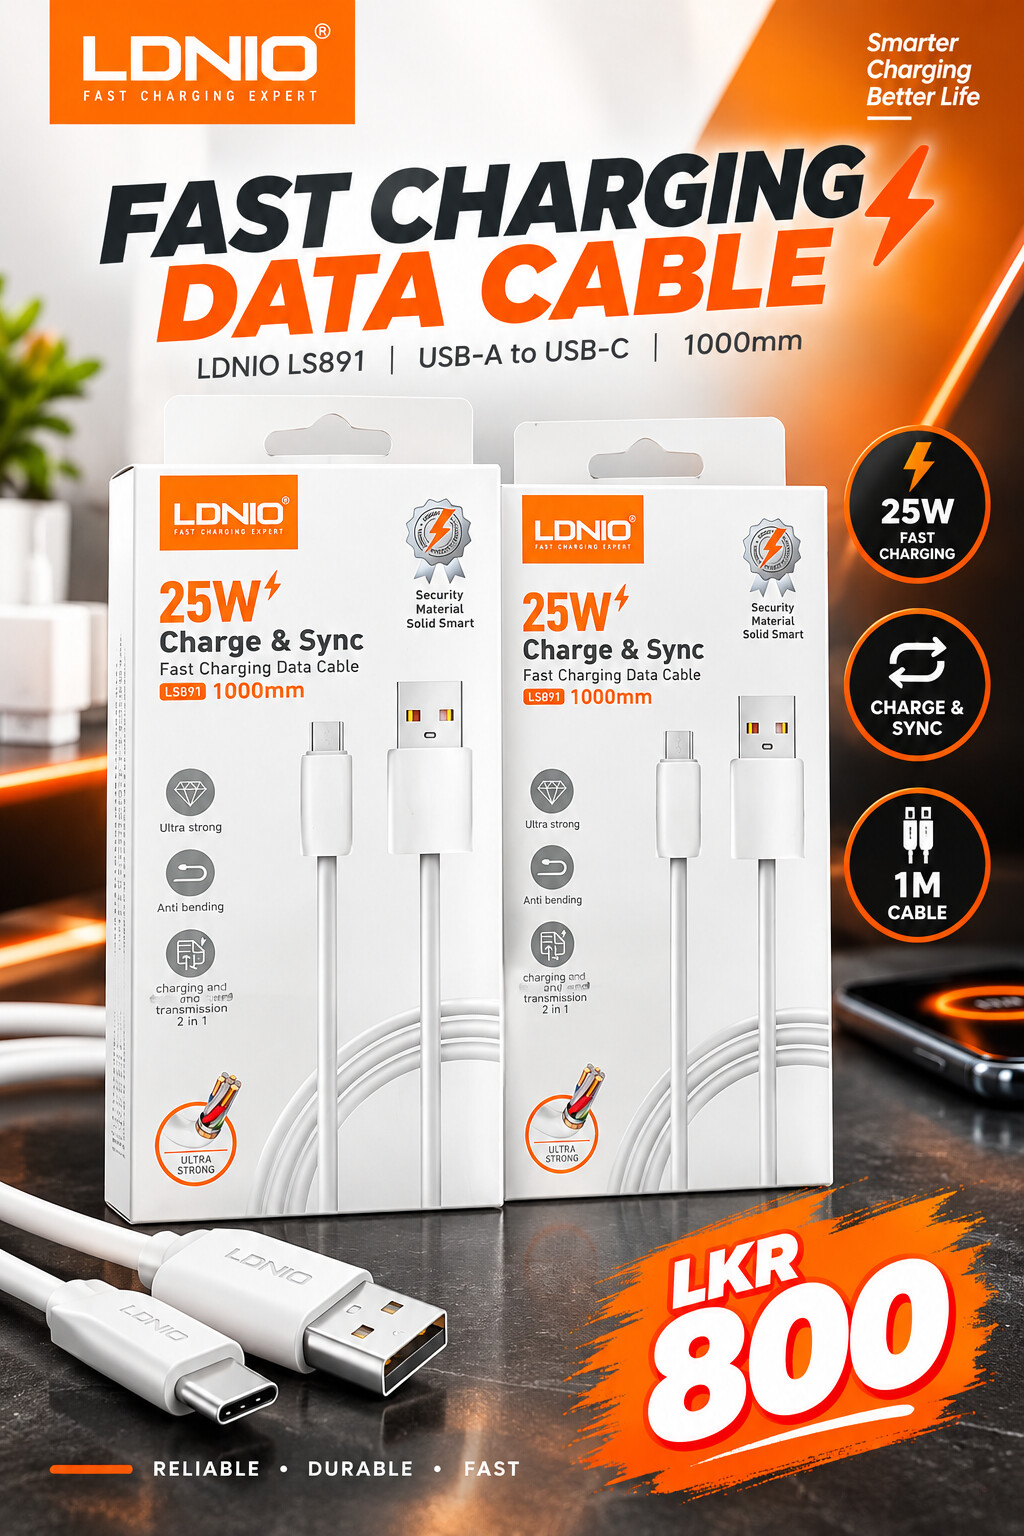 LDNIO®
FAST CHARGING EXPERT
Smarter
Charging
Better Life
FAST CHARGING
DATA CABLE
LDNIO LS891 | USB-A to USB-C | 1000mm
LDNIO®
FAST CHARGING EXPERT
25W
Charge & Sync
Fast Charging Data Cable
LS891 1000mm
Security
Material
Solid Smart
Ultra strong
Anti bending
charging and
transmission
2 in 1
ULTRA
STRONG
LDNIO®
FAST CHARGING EXPERT
25W
Charge & Sync
Fast Charging Data Cable
LS891 1000mm
Security
Material
Solid Smart
Ultra strong
Anti bending
charging and
transmission
2 in 1
ULTRA
STRONG
25W
FAST
CHARGING
CHARGE &
SYNC
1M
CABLE
LDNIO
LDNIO
LKR
800
RELIABLE • DURABLE • FAST